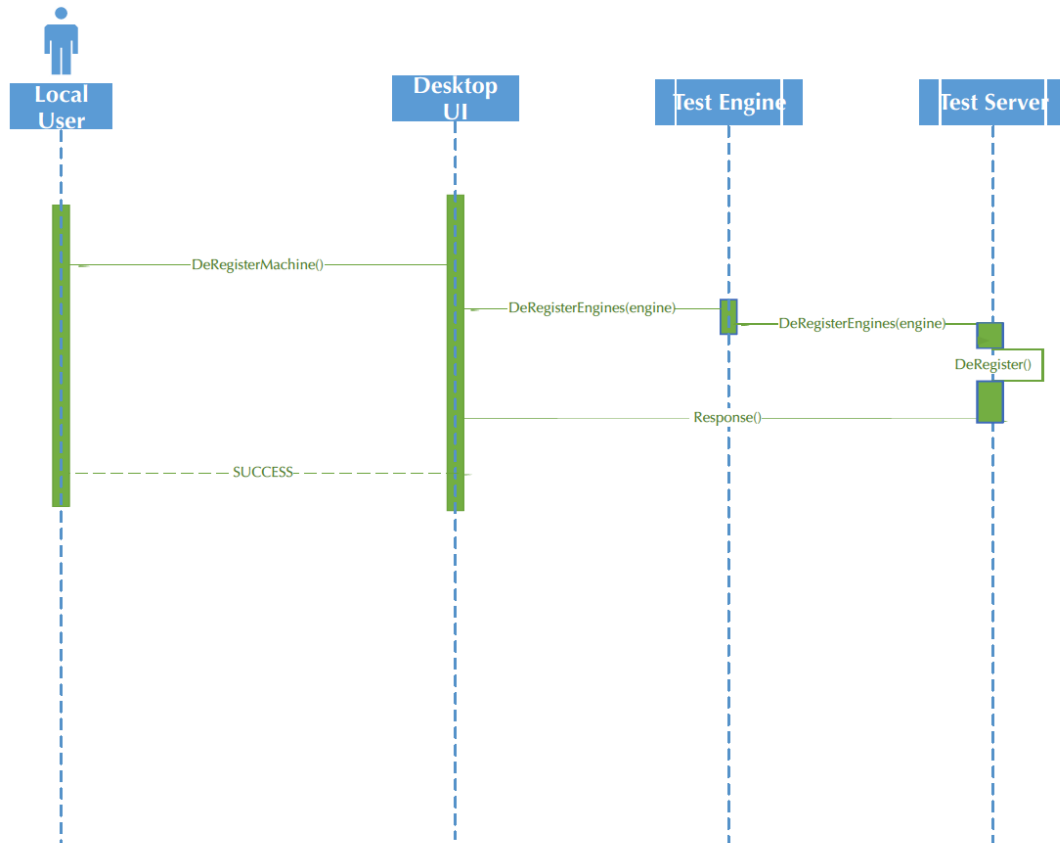 Local
User
Desktop
UI
Test Engine
Test Server
DeRegisterMachine()
DeRegisterEngines(engine)
DeRegisterEngines(engine)
DeRegister()
Response()
SUCCESS